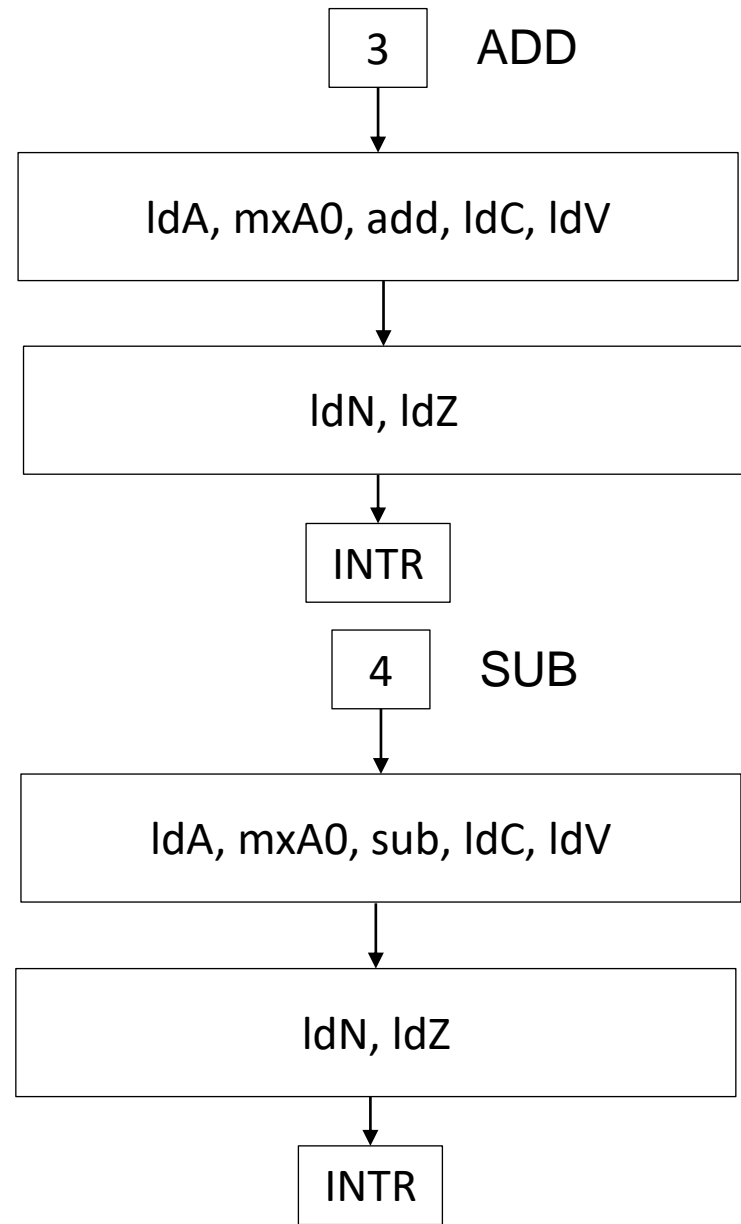 3 ADD
ldA, mxA0, add, ldC, ldV
ldN, ldZ
INTR
4 SUB
ldA, mxA0, sub, ldC, ldV
ldN, ldZ
INTR